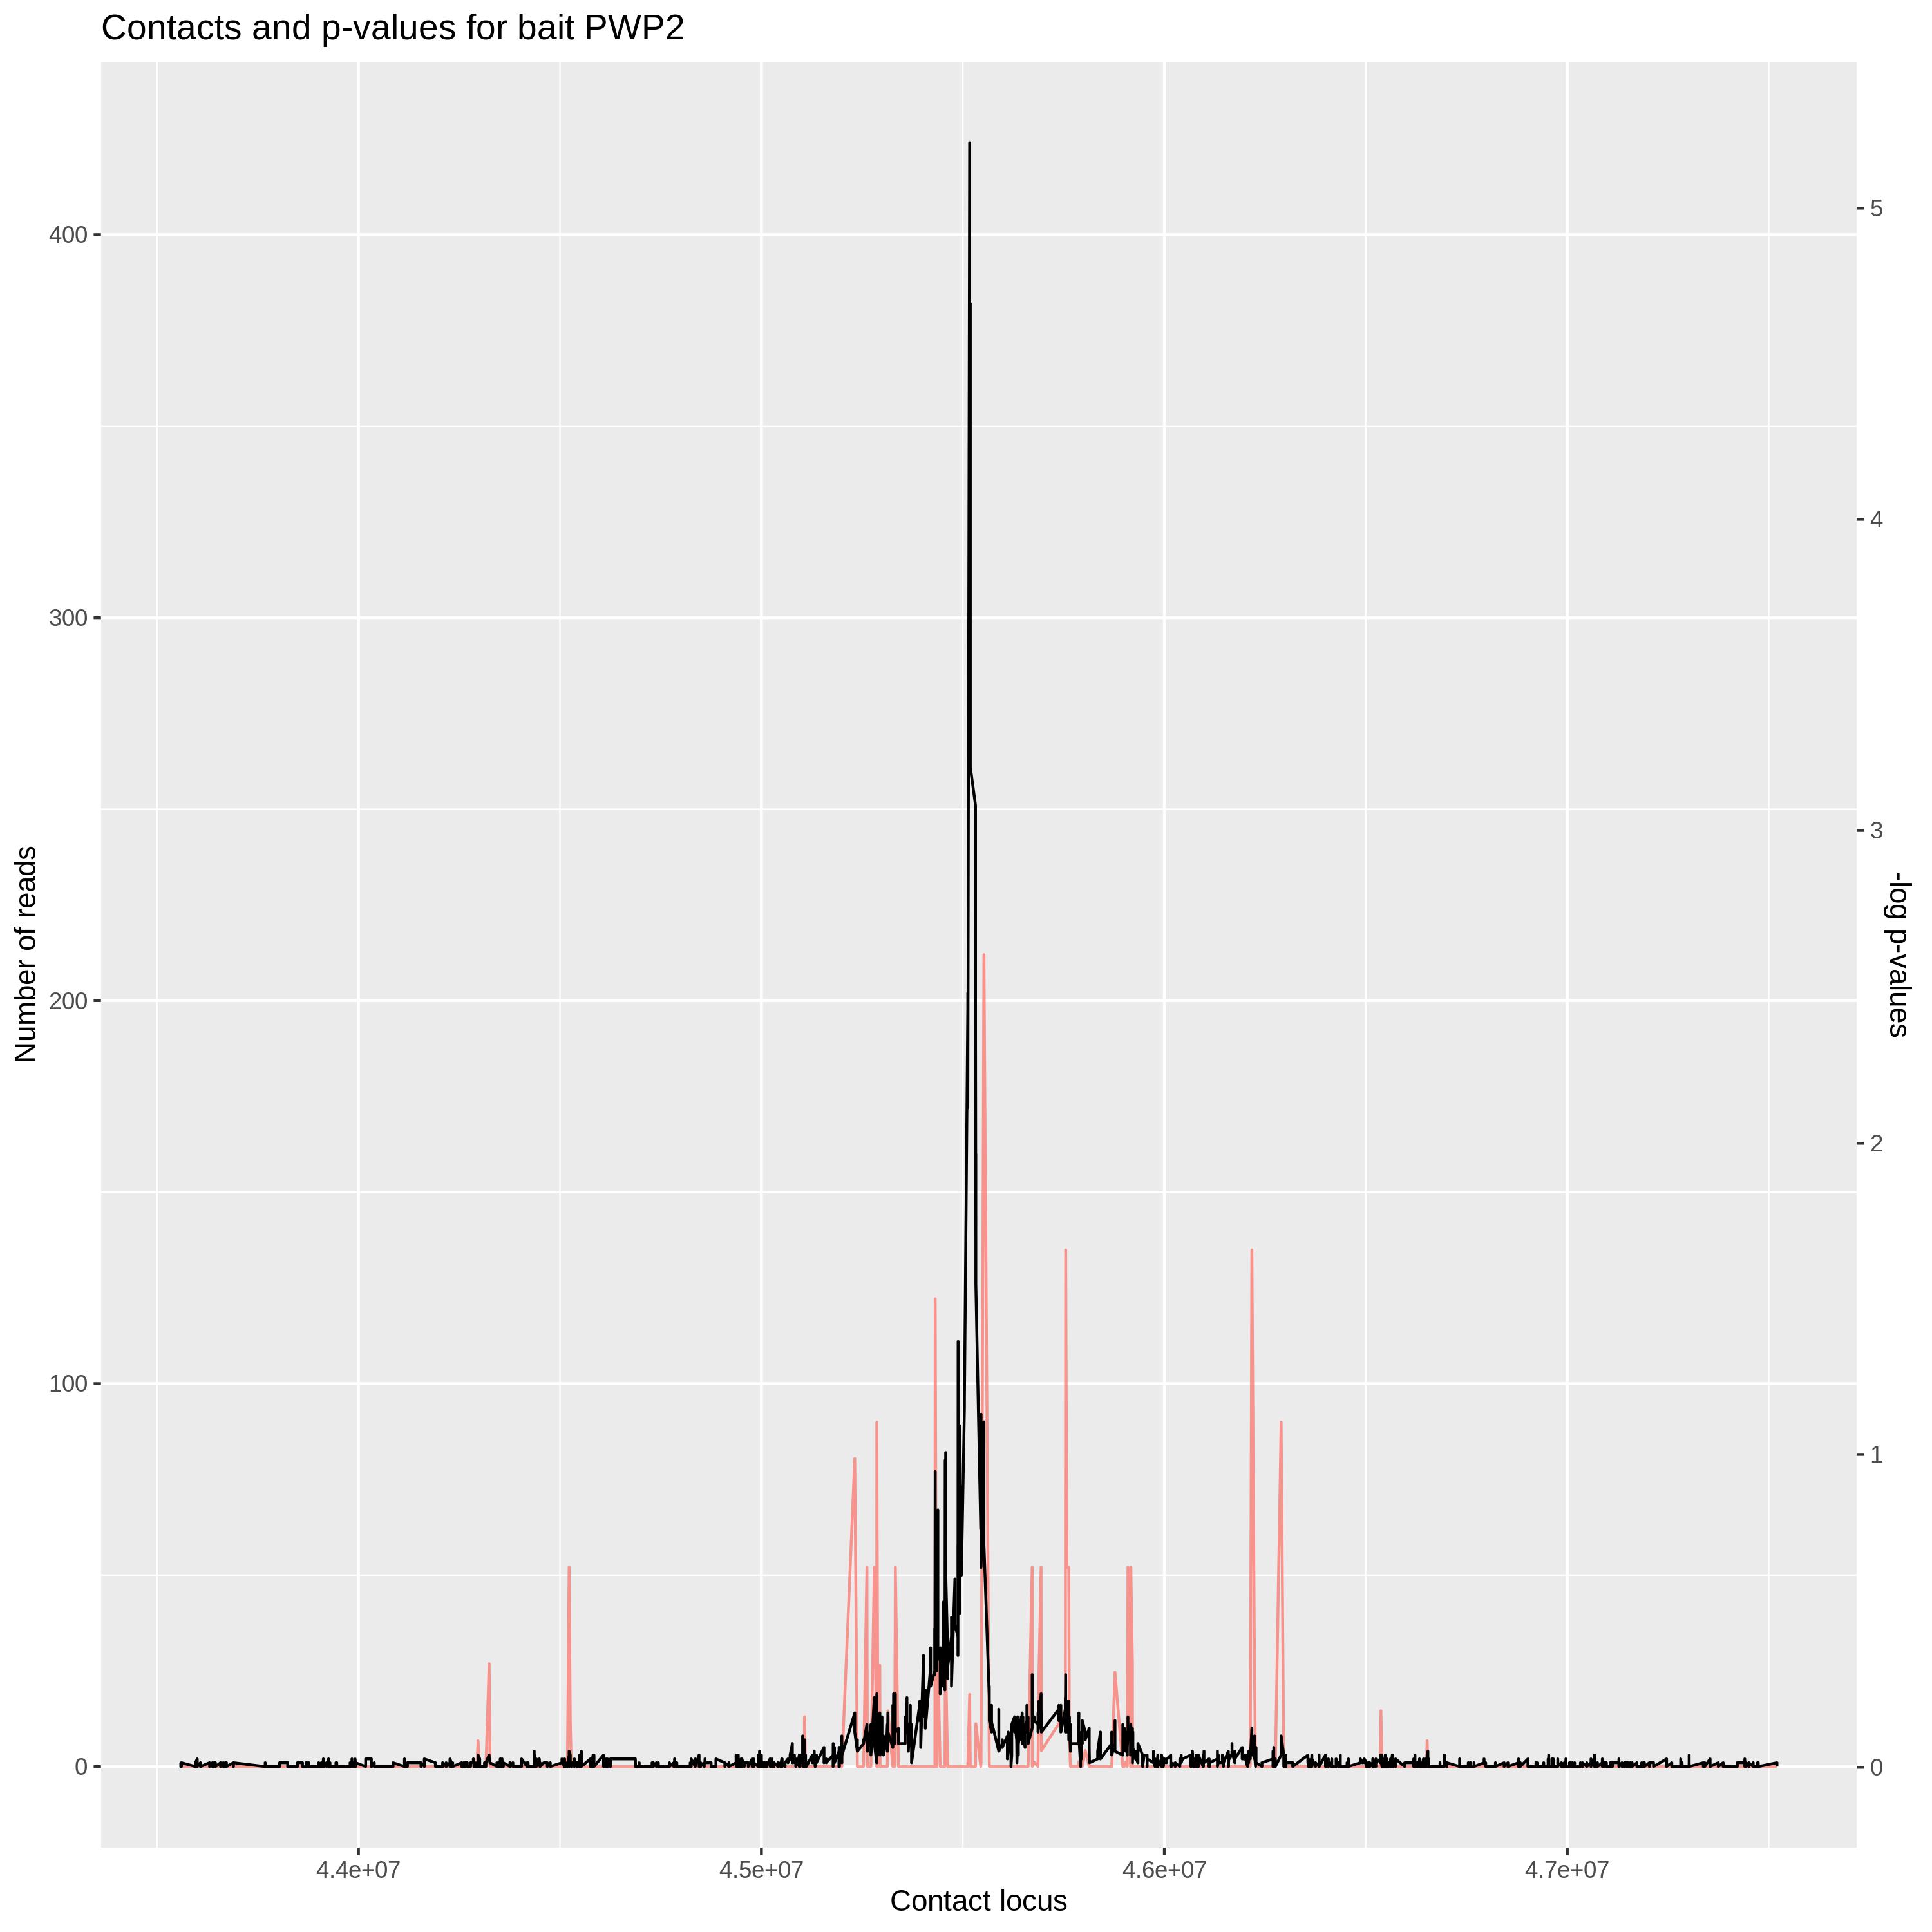 Contacts and p-values for bait PWP2
400
300
200
100
0
Number of reads
5
4
3
2
1
0
-log p-values
4.4e+07
4.5e+07
4.6e+07
4.7e+07
Contact locus